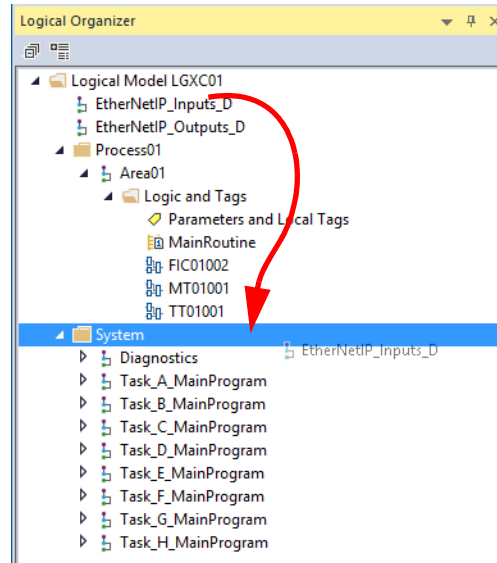 Logical Organizer
Logical Model LGXC01
EtherNetIP_Inputs_D
EtherNetIP_Outputs_D
Process01
Area01
Logic and Tags
Parameters and Local Tags
MainRoutine
FIC01002
MT01001
TT01001
System
EtherNetIP_Inputs_D
Diagnostics
Task_A_MainProgram
Task_B_MainProgram
Task_C_MainProgram
Task_D_MainProgram
Task_E_MainProgram
Task_F_MainProgram
Task_G_MainProgram
Task_H_MainProgram